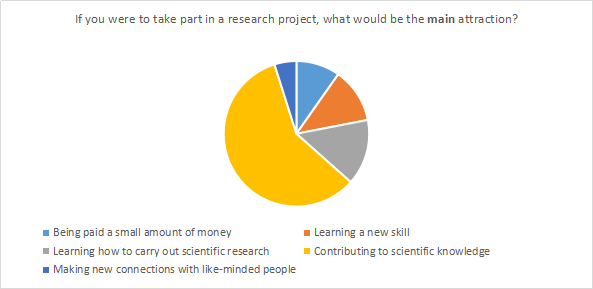 If you were to take part in a research project, what would be the main attraction?
Being paid a small amount of money
Learning a new skill
Learning how to carry out scientific research
Contributing to scientific knowledge
Making new connections with like-minded people